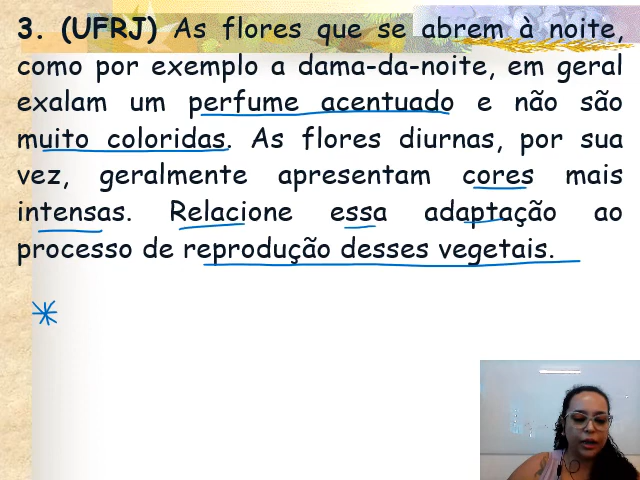 3. (UFRJ) As flores que se abrem à noite,
como por exemplo a dama-da-noite, em geral
exalam um perfume acentuado e não são
muito coloridas. As flores diurnas, por sua
vez, geralmente apresentam cores mais
intensas. Relacione essa adaptação ao
processo de reprodução desses vegetais.